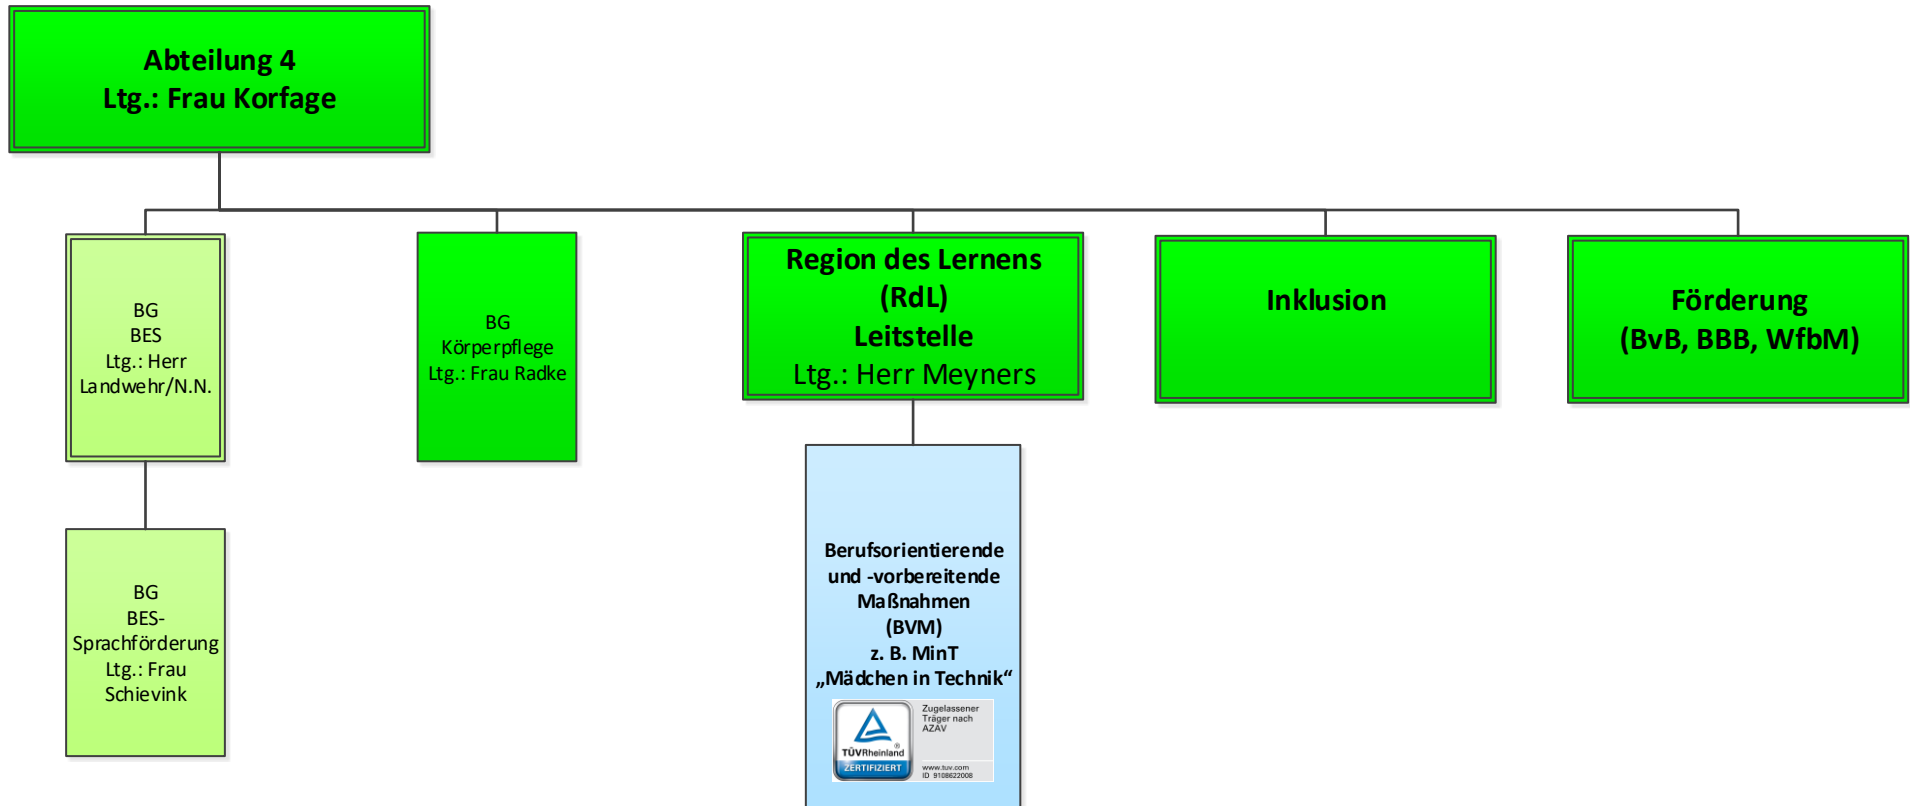 Abteilung 4
Ltg.: Frau Korfage
BG
BES
Ltg.: Herr
Landwehr/N.N.
BG
Körperpflege
Ltg.: Frau Radke
Region des Lernens
(RdL)
Leitstelle
Ltg.: Herr Meyners
Inklusion
Förderung
(BvB, BBB, WfbM)
BG
BES-
Sprachförderung
Ltg.: Frau
Schievink
Berufsorientierende
und -vorbereitende
Maßnahmen
(BVM)
z. B. MinT
„Mädchen in Technik“
TÜVRheinland®
ZERTIFIZIERT
Zugelassener
Träger nach
AZAV
www.tuv.com
ID 9108622008